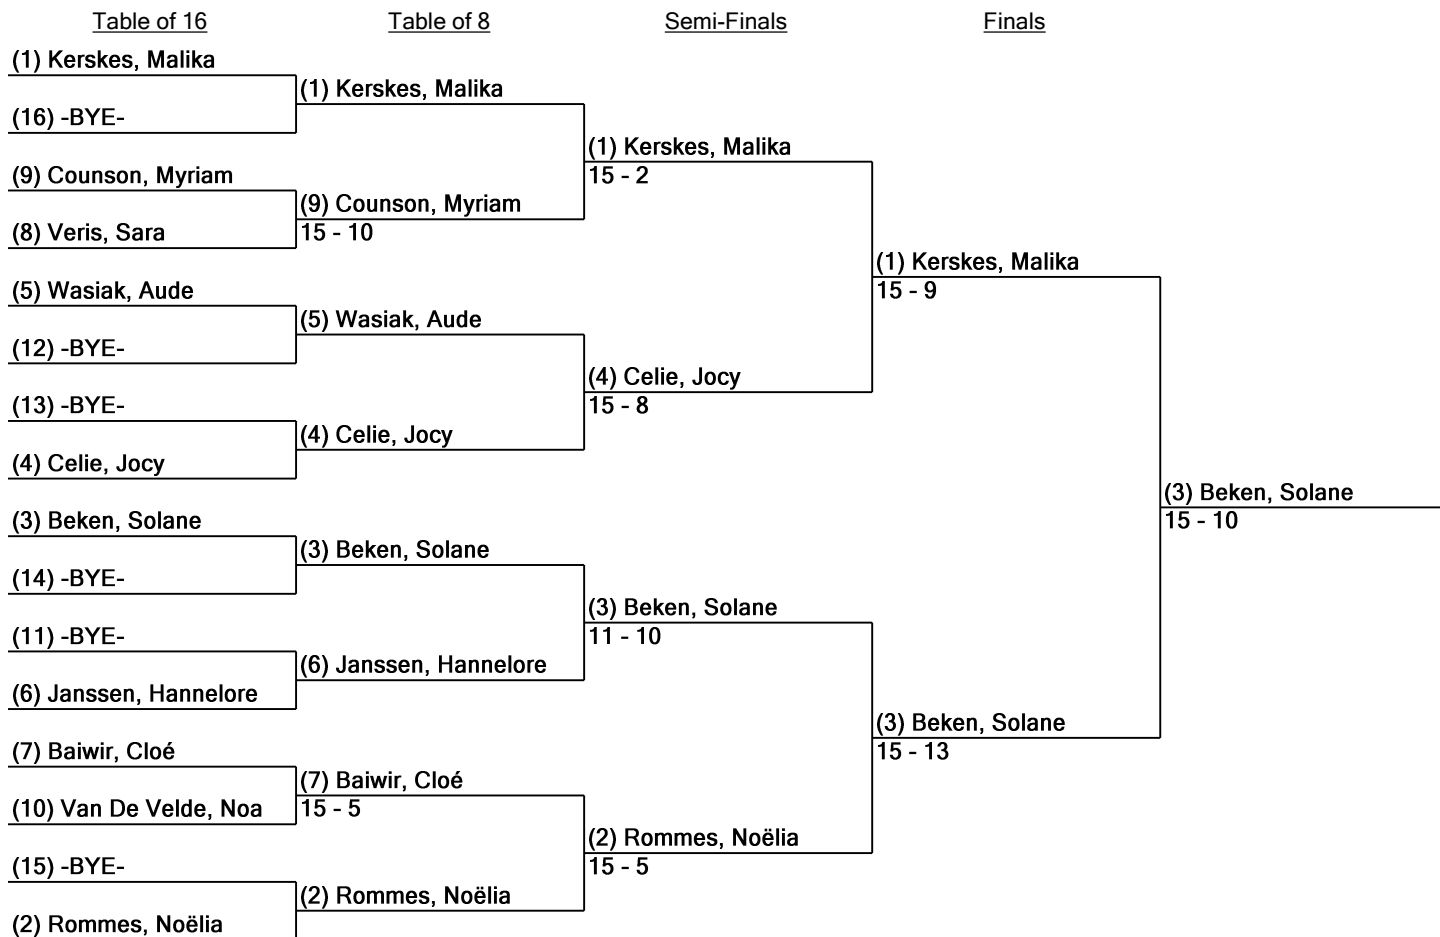 Table of 16
Table of 8
Semi-Finals
Finals
(1) Kerskes, Malika
(16) -BYE-
(9) Counson, Myriam
(8) Veris, Sara
(5) Wasiak, Aude
(12) -BYE-
(13) -BYE-
(4) Celie, Jocy
(3) Beken, Solane
(14) -BYE-
(11) -BYE-
(6) Janssen, Hannelore
(7) Baiwir, Cloé
(10) Van De Velde, Noa
(15) -BYE-
(2) Rommes, Noëlia
(1) Kerskes, Malika
(9) Counson, Myriam
15 - 10
(5) Wasiak, Aude
(4) Celie, Jocy
(3) Beken, Solane
(6) Janssen, Hannelore
(7) Baiwir, Cloé
15 - 5
(2) Rommes, Noëlia
(1) Kerskes, Malika
15 - 2
(4) Celie, Jocy
15 - 8
(3) Beken, Solane
11 - 10
(2) Rommes, Noëlia
15 - 5
(1) Kerskes, Malika
15 - 9
(3) Beken, Solane
15 - 13
(3) Beken, Solane
15 - 10